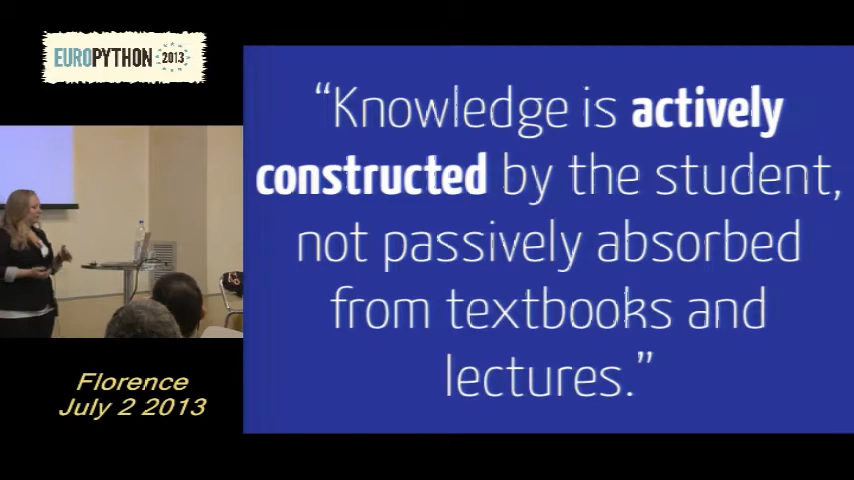 EUROPYTHON 2013
“Knowledge is actively
constructed by the student,
not passively absorbed
from textbooks and
lectures.”
Florence
July 2 2013